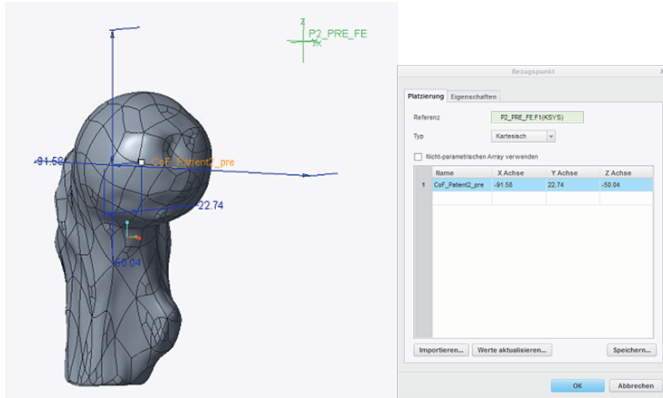 P2_PRE_FE
-91.58
CoF_Patient2_pre
22.74
-50.04
Bezugspunkt
Platzierung Eigenschaften
Referenz P2_PRE_FE:F1(KSYS)
Typ Kartesisch
Nicht-parametrischen Array verwenden
Name X Achse Y Achse Z Achse
1 CoF_Patient2_pre -91.58 22.74 -50.04
Importieren... Werte aktualisieren... Speichern...
OK Abbrechen